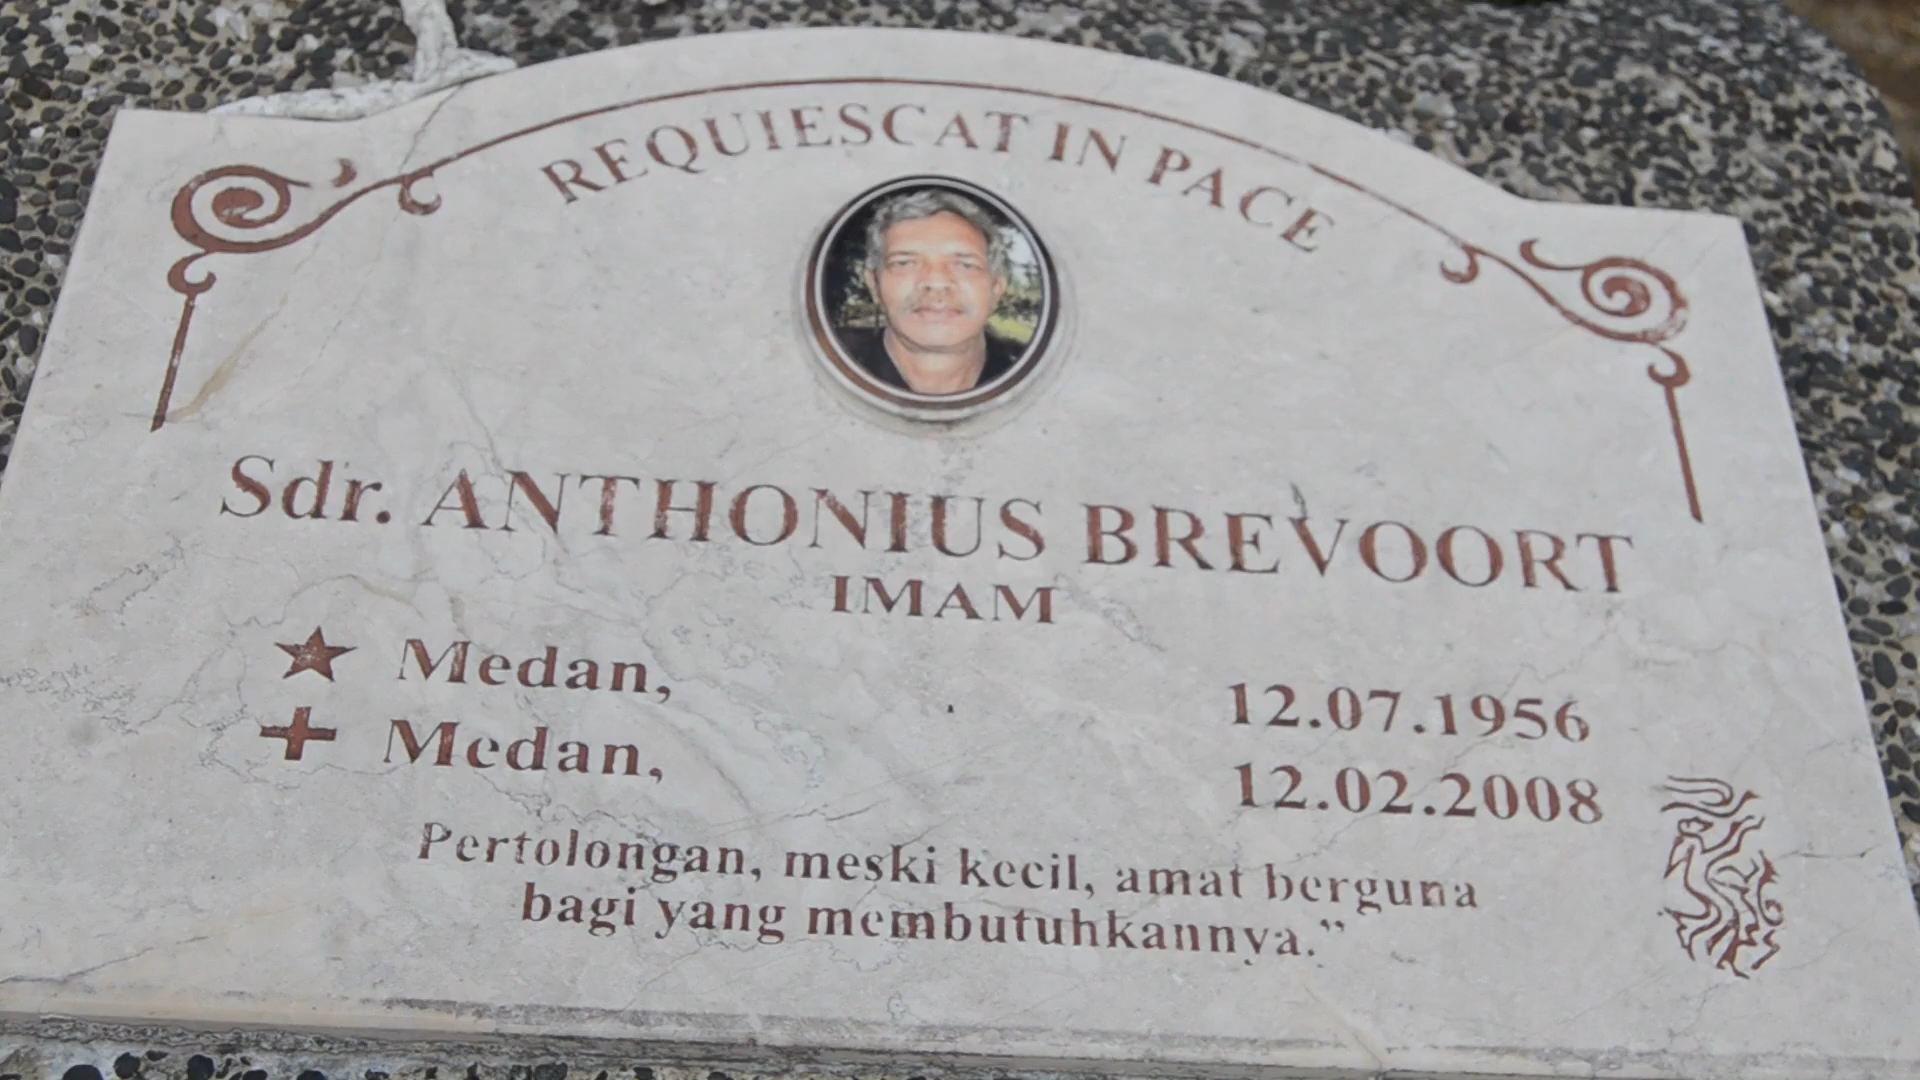 REQUIESCAT IN PACE
Sdr. ANTHONIUS BREVOORT
IMAM
Medan, 12.07.1956
Medan, 12.02.2008
Pertolongan, meski kecil, amat berguna
bagi yang membutuhkannya.”